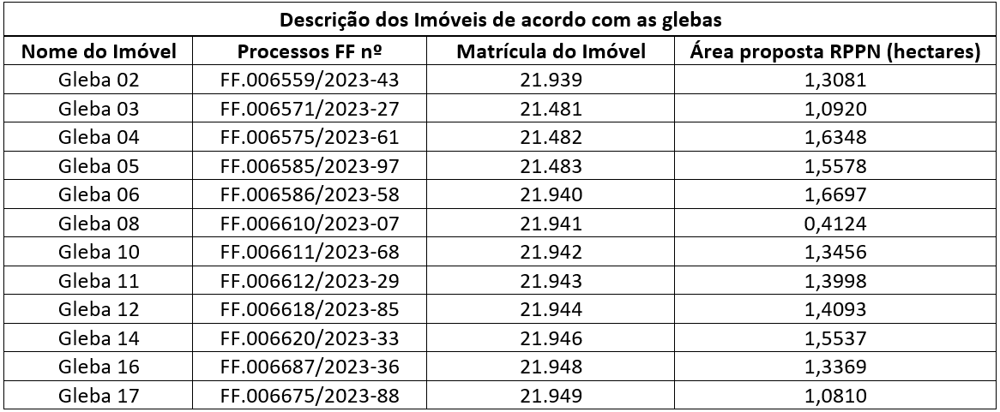 Descrição dos Imóveis de acordo com as glebas
Nome do Imóvel Processos FF nº Matrícula do Imóvel Área proposta RPPN (hectares)
Gleba 02 FF.006559/2023-43 21.939 1,3081
Gleba 03 FF.006571/2023-27 21.481 1,0920
Gleba 04 FF.006575/2023-61 21.482 1,6348
Gleba 05 FF.006585/2023-97 21.483 1,5578
Gleba 06 FF.006586/2023-58 21.940 1,6697
Gleba 08 FF.006610/2023-07 21.941 0,4124
Gleba 10 FF.006611/2023-68 21.942 1,3456
Gleba 11 FF.006612/2023-29 21.943 1,3998
Gleba 12 FF.006618/2023-85 21.944 1,4093
Gleba 14 FF.006620/2023-33 21.946 1,5537
Gleba 16 FF.006687/2023-36 21.948 1,3369
Gleba 17 FF.006675/2023-88 21.949 1,0810